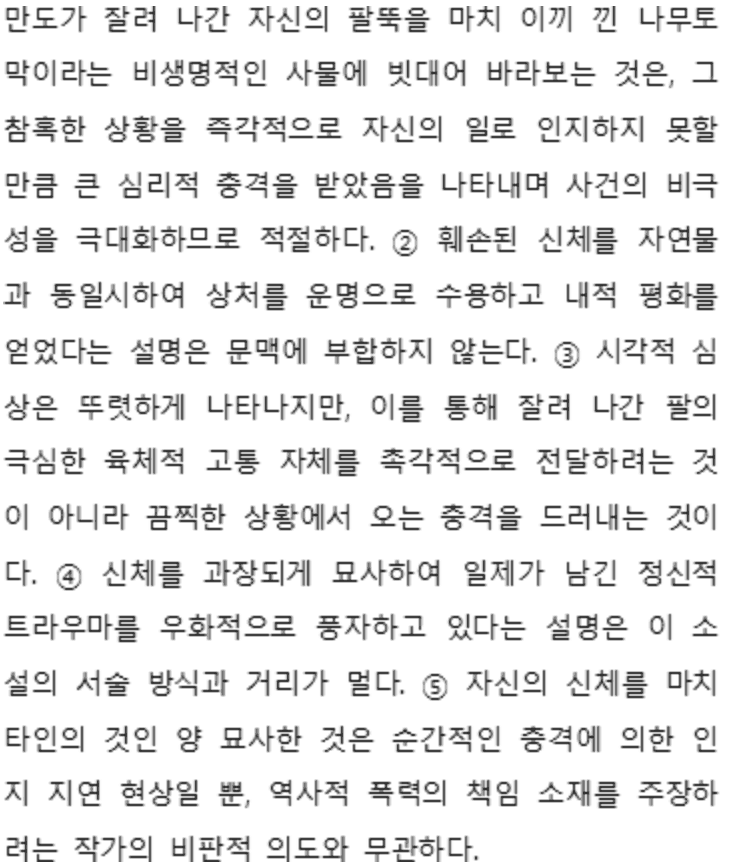 만도가 잘려 나간 자신의 팔뚝을 마치 이끼 낀 나무토
막이라는 비생명적인 사물에 빗대어 바라보는 것은, 그
참혹한 상황을 즉각적으로 자신의 일로 인지하지 못할
만큼 큰 심리적 충격을 받았음을 나타내며 사건의 비극
성을 극대화하므로 적절하다. ② 훼손된 신체를 자연물
과 동일시하여 상처를 운명으로 수용하고 내적 평화를
얻었다는 설명은 문맥에 부합하지 않는다. ③ 시각적 심
상은 뚜렷하게 나타나지만, 이를 통해 잘려 나간 팔의
극심한 육체적 고통 자체를 촉각적으로 전달하려는 것
이 아니라 끔찍한 상황에서 오는 충격을 드러내는 것이
다. ④ 신체를 과장되게 묘사하여 일제가 남긴 정신적
트라우마를 우화적으로 풍자하고 있다는 설명은 이 소
설의 서술 방식과 거리가 멀다. ⑤ 자신의 신체를 마치
타인의 것인 양 묘사한 것은 순간적인 충격에 의한 인
지 지연 현상일 뿐, 역사적 폭력의 책임 소재를 주장하
려는 작가의 비판적 의도와 무관하다.